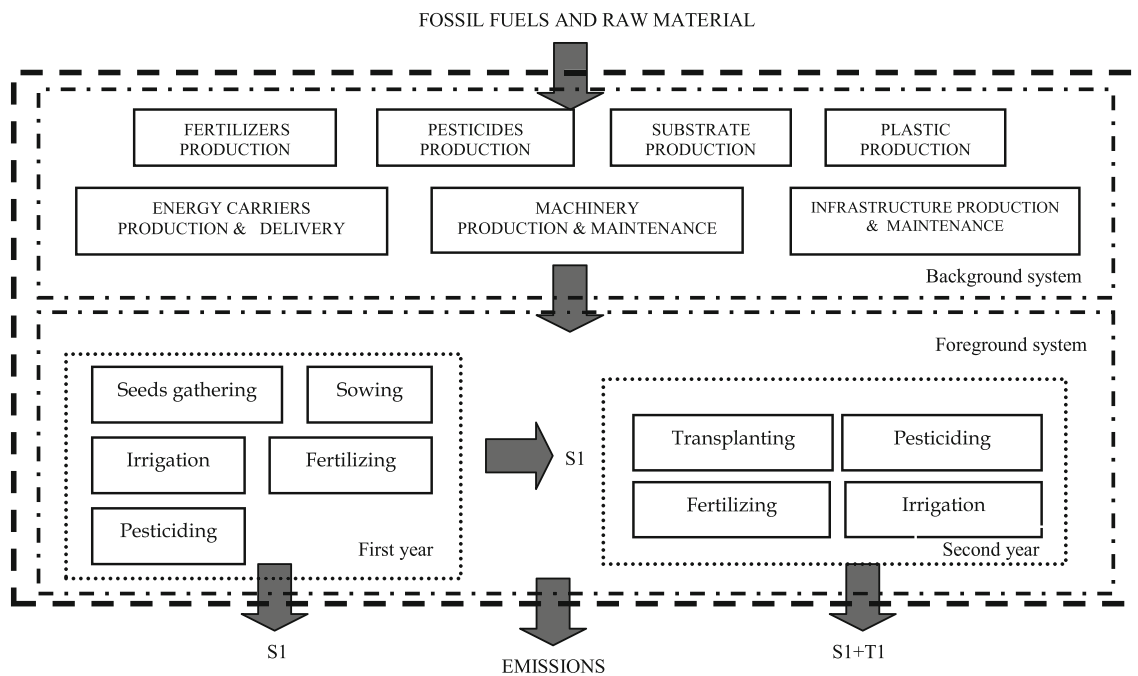 FOSSIL FUELS AND RAW MATERIAL
FERTILIZERS
PRODUCTION
PESTICIDES
PRODUCTION
SUBSTRATE
PRODUCTION
PLASTIC
PRODUCTION
ENERGY CARRIERS
PRODUCTION & DELIVERY
MACHINERY
PRODUCTION & MAINTENANCE
INFRASTRUCTURE PRODUCTION
& MAINTENANCE
Background system
Foreground system
Seeds gathering
Sowing
Irrigation
Fertilizing
Pesticiding
First year
S1
Transplanting
Pesticiding
Fertilizing
Irrigation
Second year
S1
EMISSIONS
S1+T1